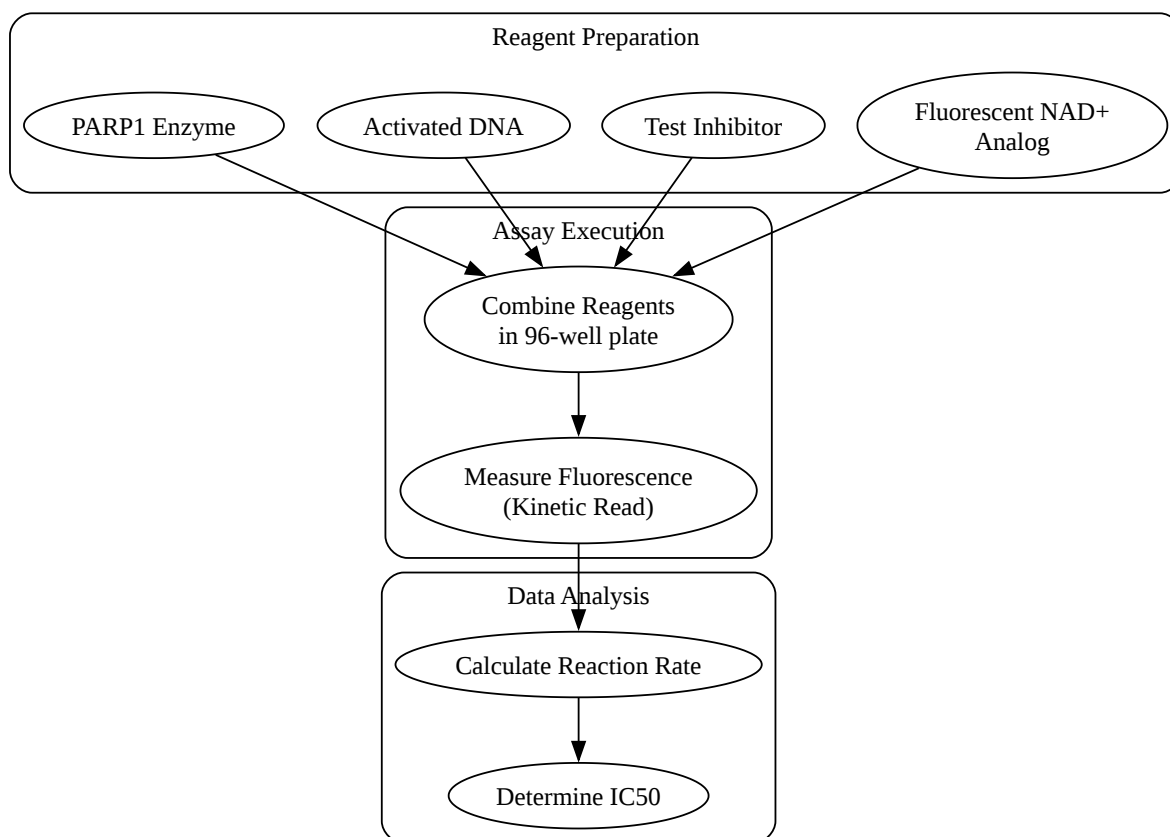 Reagent Preparation
PARP1 Enzyme
Activated DNA
Test Inhibitor
Fluorescent NAD+
Analog
Assay Execution
Combine Reagents
in 96-well plate
Measure Fluorescence
(Kinetic Read)
Data Analysis
Calculate Reaction Rate
Determine IC50